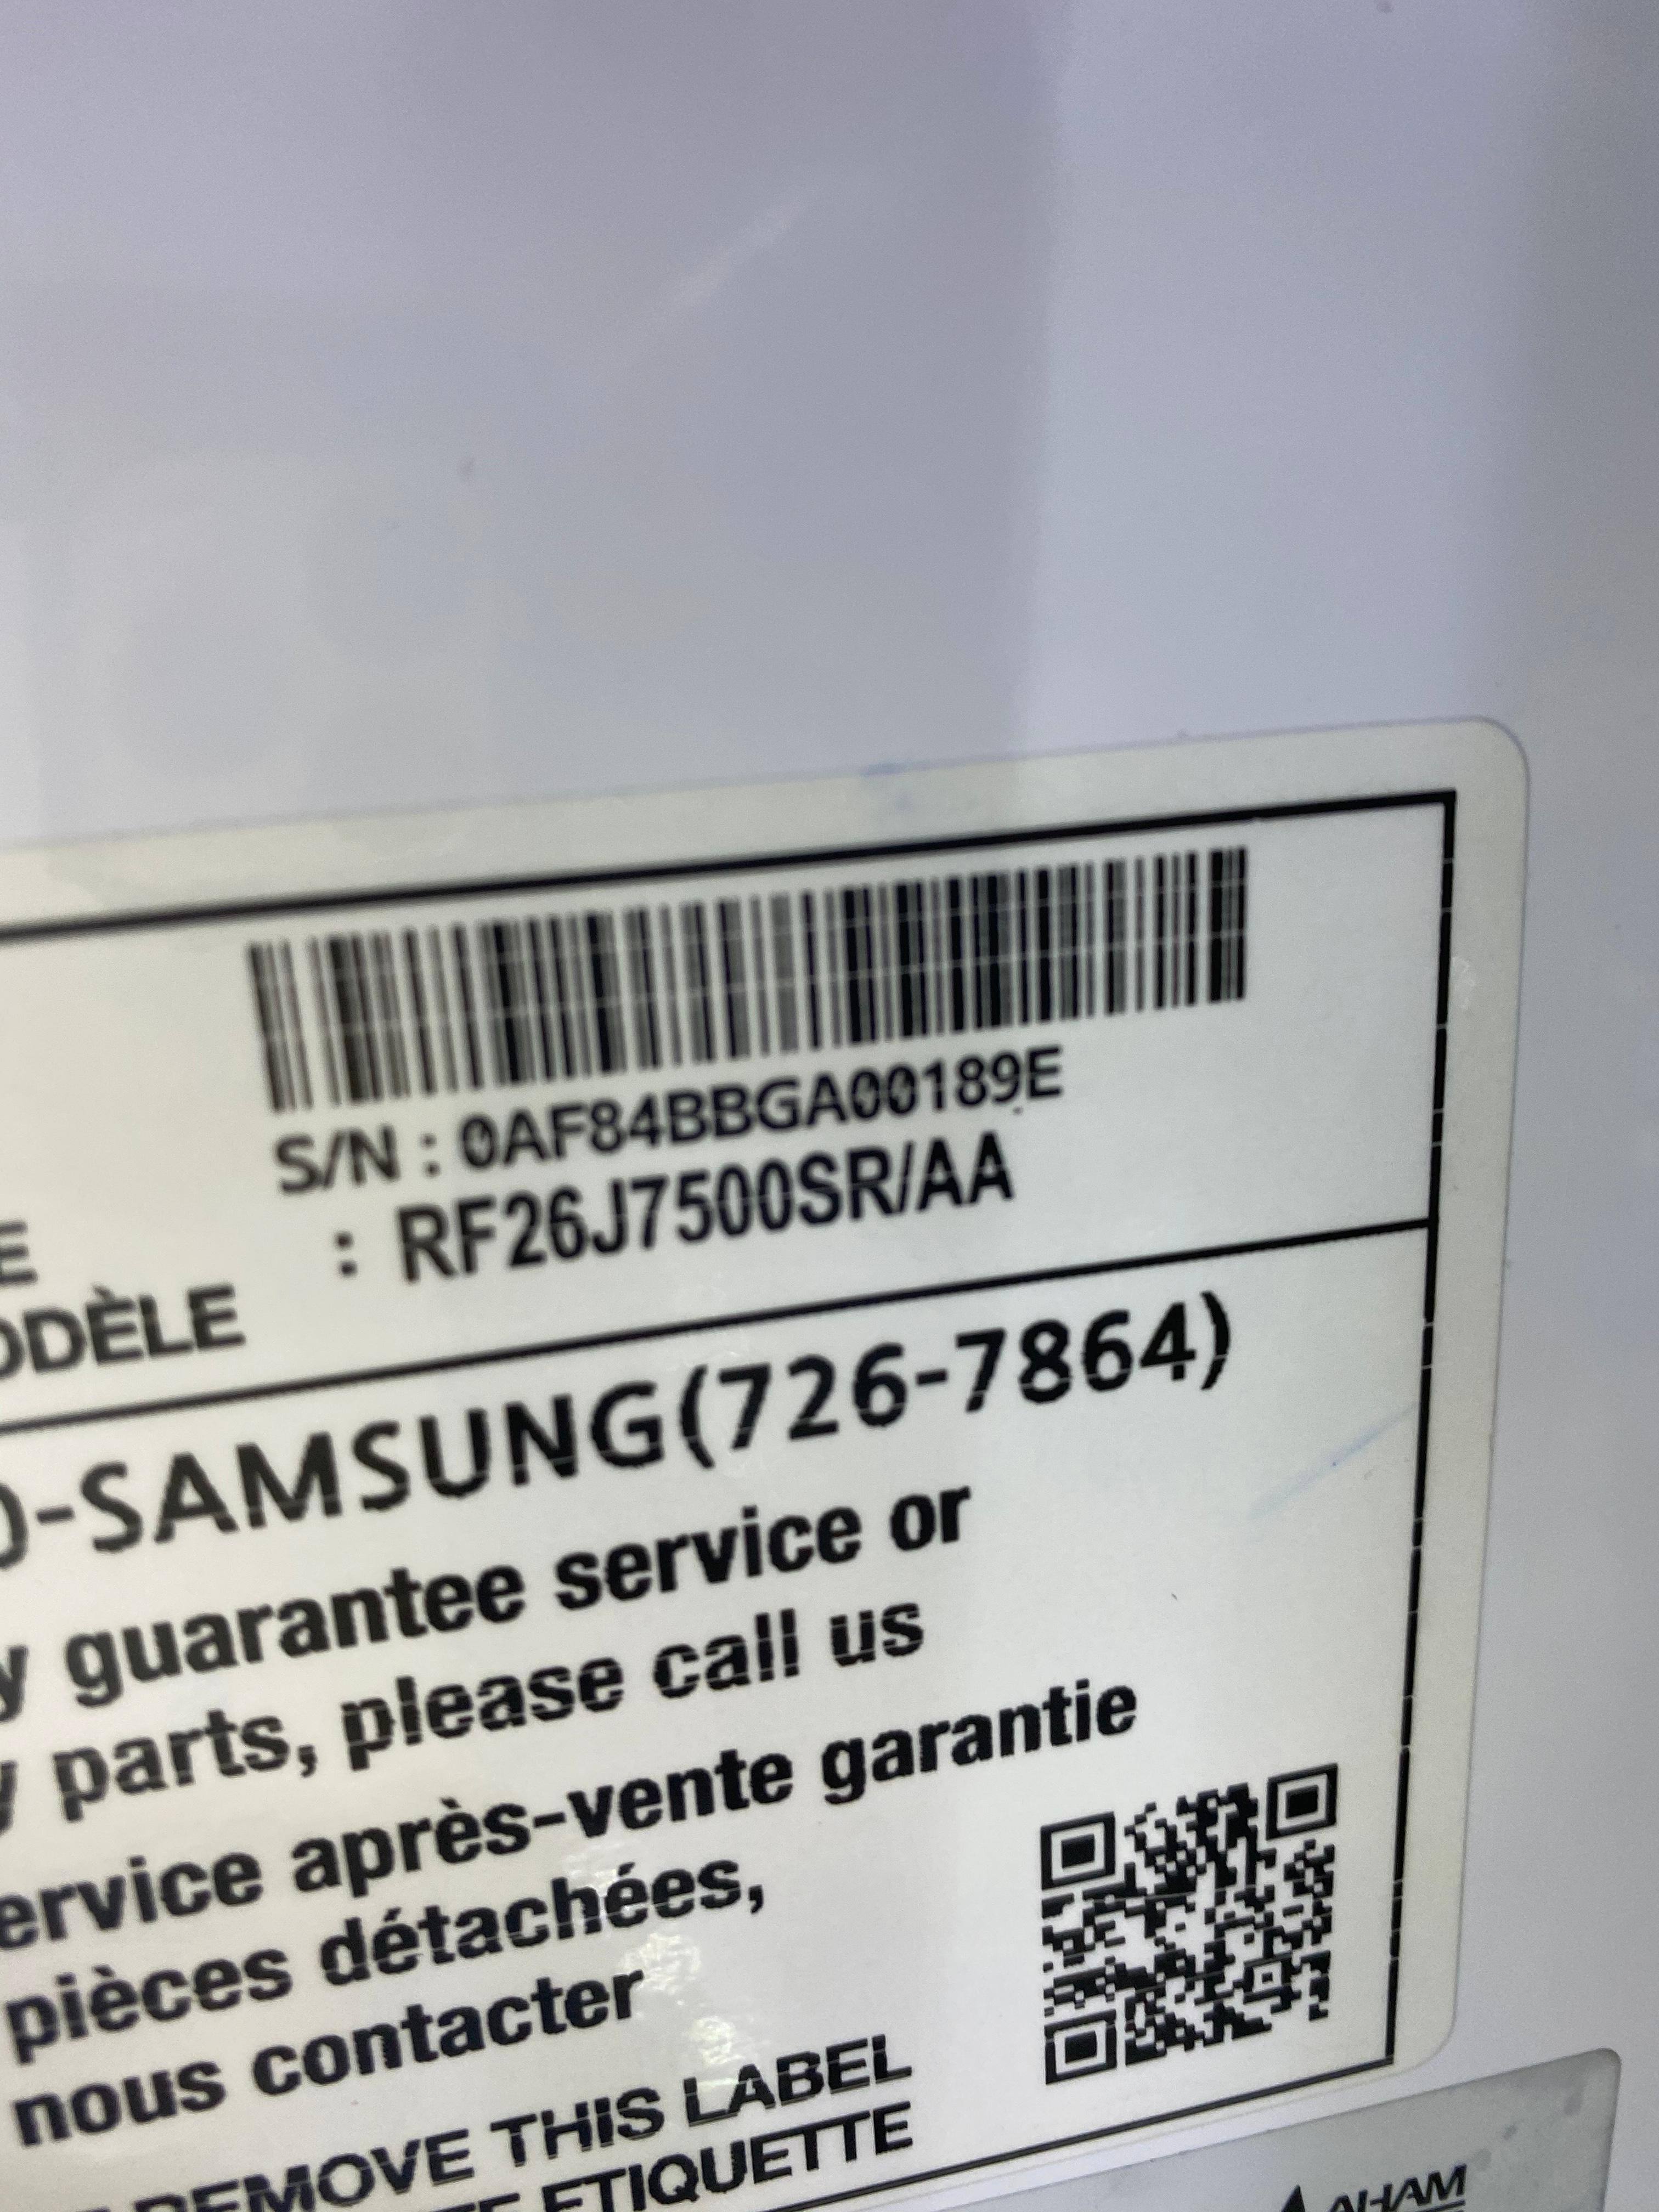 S/N : 0AF84BBGA00189E
: RF26J7500SR/AA
E
ODÈLE
0-SAMSUNG(726-7864)
y guarantee service or
y parts, please call us
ervice après-vente garantie
pièces détachées,
nous contacter
REMOVE THIS LABEL
ETIQUETTE
AHAM